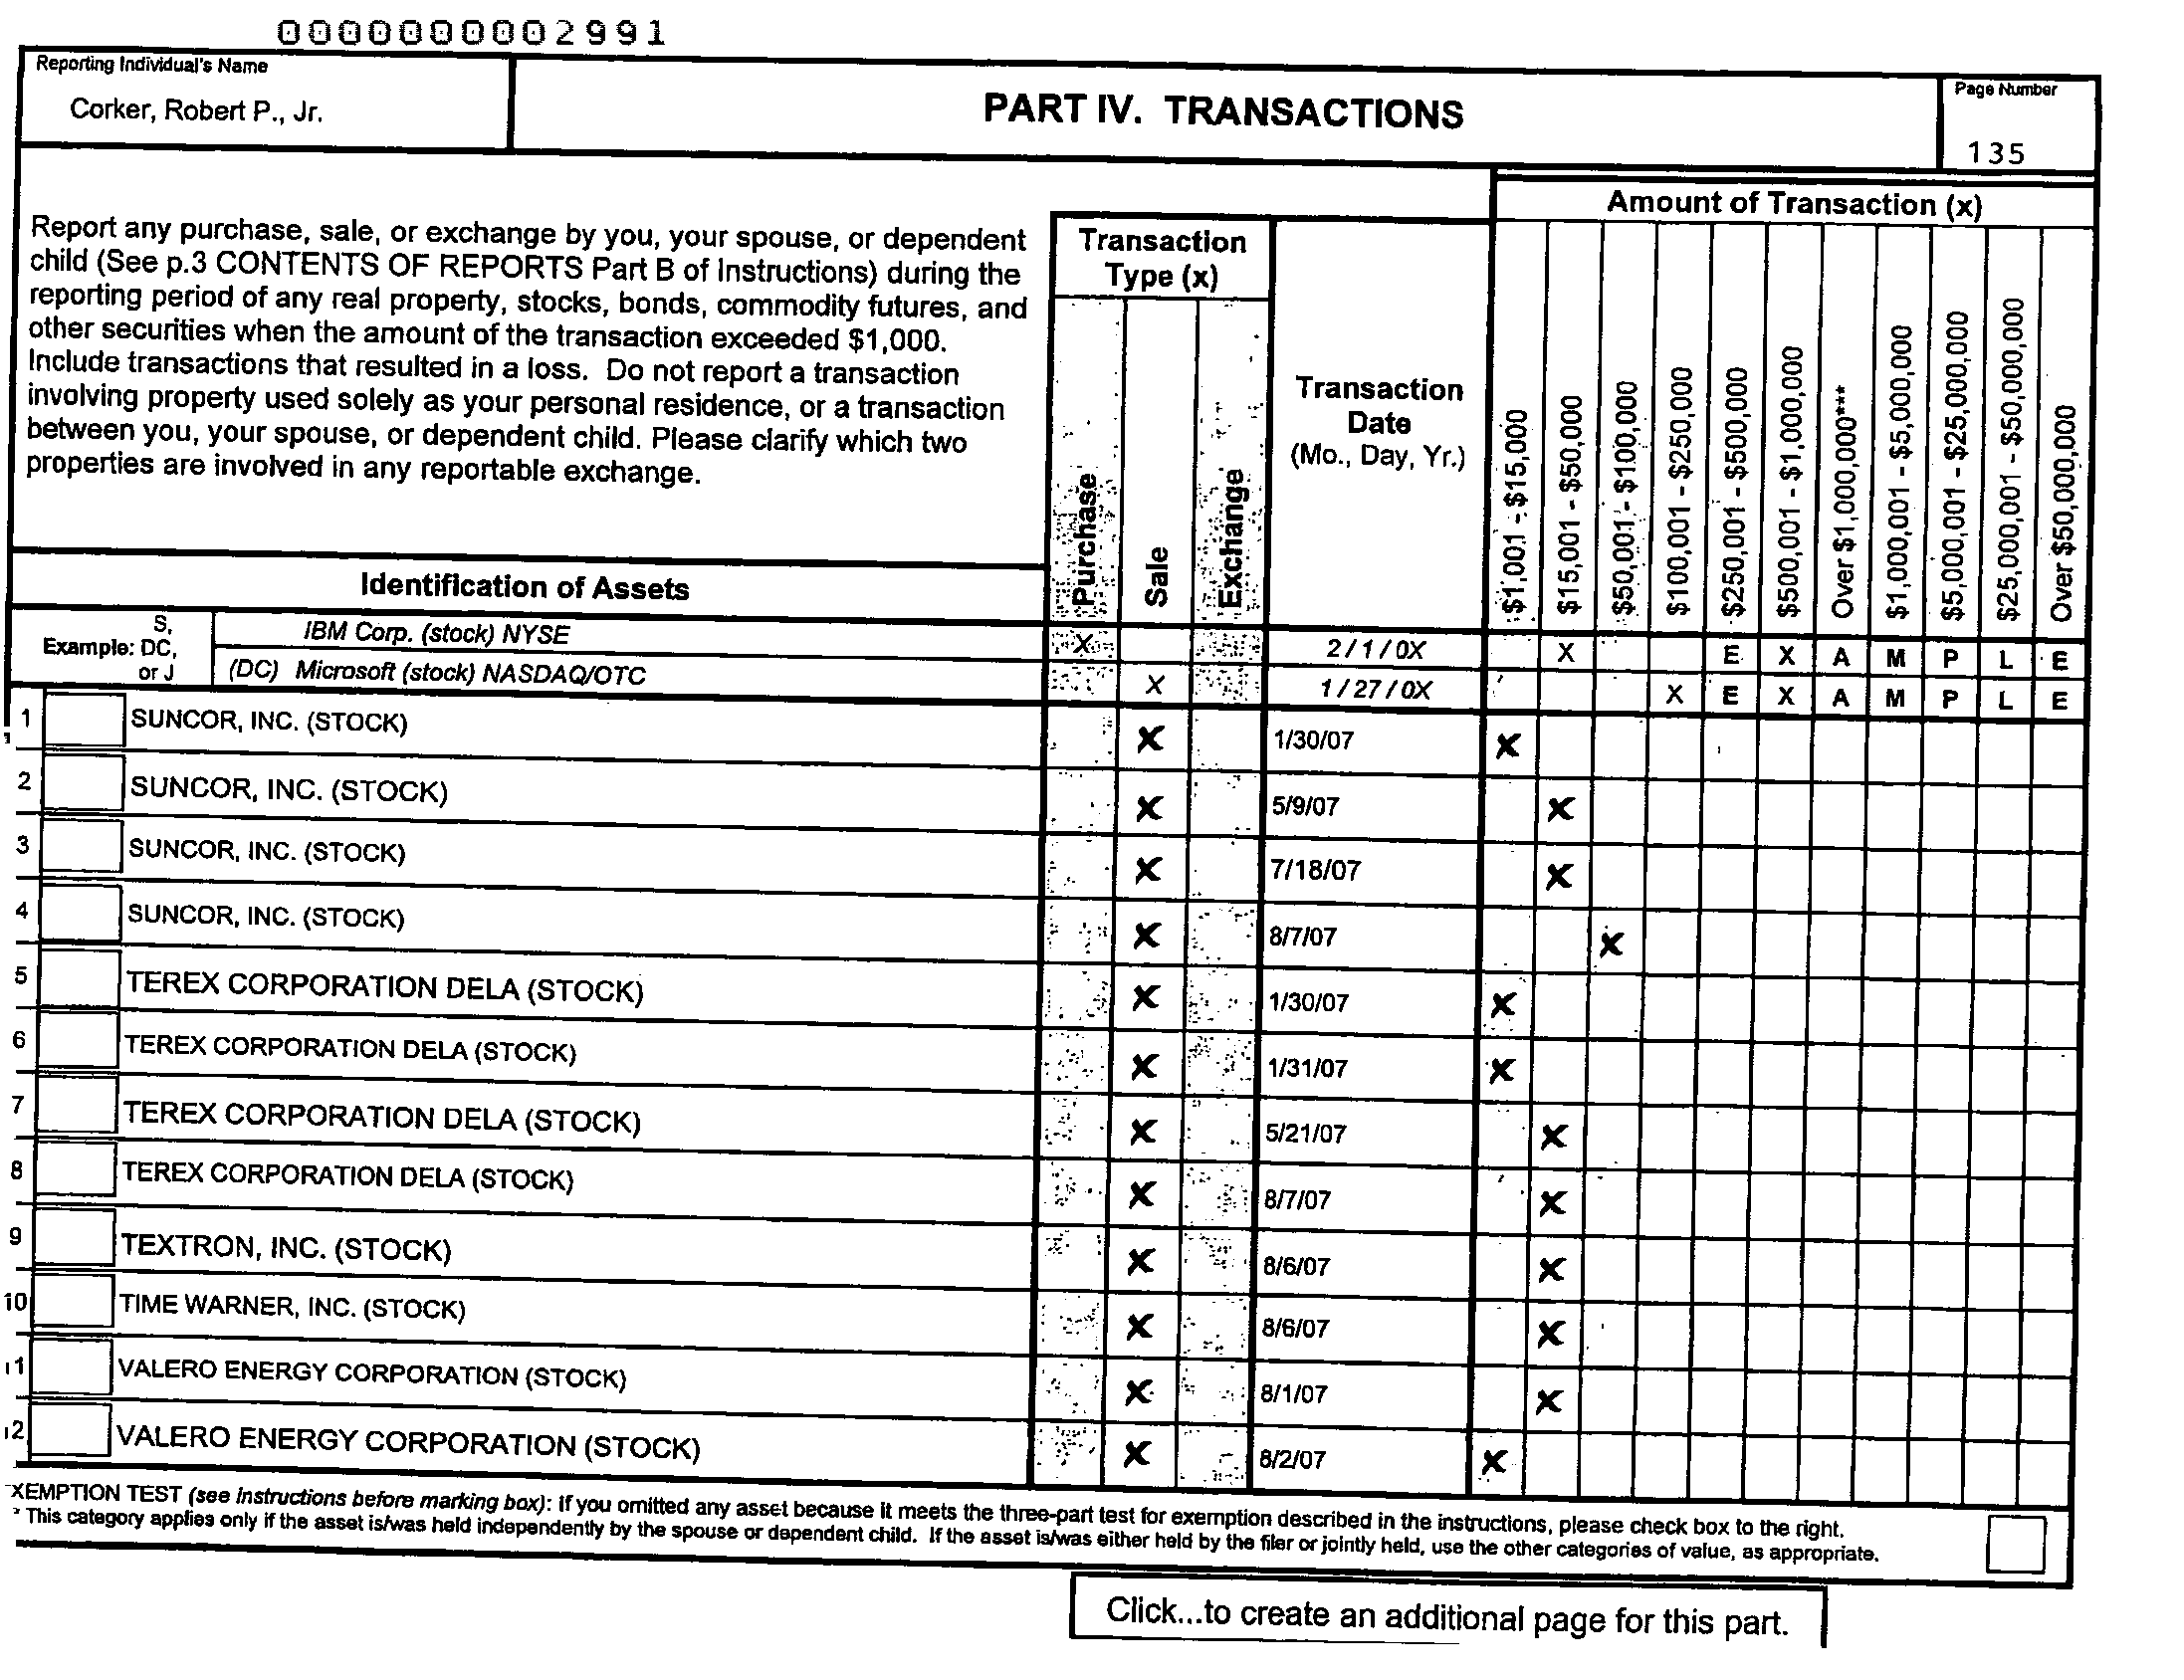 0000000002991
Reporting Individual's Name
Corker, Robert P., Jr.
PART IV. TRANSACTIONS
Page Number
135
Report any purchase, sale, or exchange by you, your spouse, or dependent
child (See p.3 CONTENTS OF REPORTS Part B of Instructions) during the
reporting period of any real property, stocks, bonds, commodity futures, and
other securities when the amount of the transaction exceeded $1,000.
Include transactions that resulted in a loss. Do not report a transaction
involving property used solely as your personal residence, or a transaction
between you, your spouse, or dependent child. Please clarify which two
properties are involved in any reportable exchange.
Transaction
Type (x)
Purchase
Sale
Exchange
Transaction
Date
(Mo., Day, Yr.)
Amount of Transaction (x)
$1,001 - $15,000
$15,001 - $50,000
$50,001 - $100,000
$100,001 - $250,000
$250,001 - $500,000
$500,001 - $1,000,000
Over $1,000,000***
$1,000,001 - $5,000,000
$5,000,001 - $25,000,000
$25,000,001 - $50,000,000
Over $50,000,000
Identification of Assets
Example: S, DC, or J
IBM Corp. (stock) NYSE X 2 / 1 / 0X X E X A M P L E
(DC) Microsoft (stock) NASDAQ/OTC X 1 / 27 / 0X X E X A M P L E
1 SUNCOR, INC. (STOCK) X 1/30/07 X
2 SUNCOR, INC. (STOCK) X 5/9/07 X
3 SUNCOR, INC. (STOCK) X 7/18/07 X
4 SUNCOR, INC. (STOCK) X 8/7/07 X
5 TEREX CORPORATION DELA (STOCK) X 1/30/07 X
6 TEREX CORPORATION DELA (STOCK) X 1/31/07 X
7 TEREX CORPORATION DELA (STOCK) X 5/21/07 X
8 TEREX CORPORATION DELA (STOCK) X 8/7/07 X
9 TEXTRON, INC. (STOCK) X 8/6/07 X
10 TIME WARNER, INC. (STOCK) X 8/6/07 X
11 VALERO ENERGY CORPORATION (STOCK) X 8/1/07 X
12 VALERO ENERGY CORPORATION (STOCK) X 8/2/07 X
XEMPTION TEST (see instructions before marking box): If you omitted any asset because it meets the three-part test for exemption described in the instructions, please check box to the right.
* This category applies only if the asset is/was held independently by the spouse or dependent child. If the asset is/was either held by the filer or jointly held, use the other categories of value, as appropriate.
Click...to create an additional page for this part.